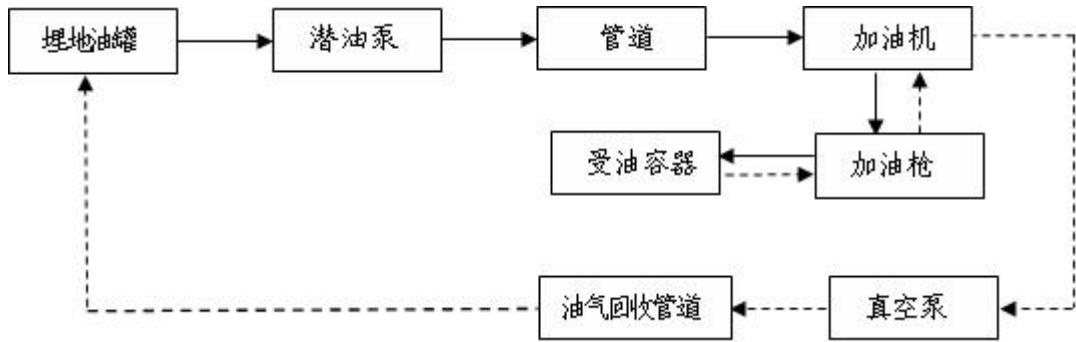 埋地油罐
潜油泵
管道
加油机
受油容器
加油枪
油气回收管道
真空泵